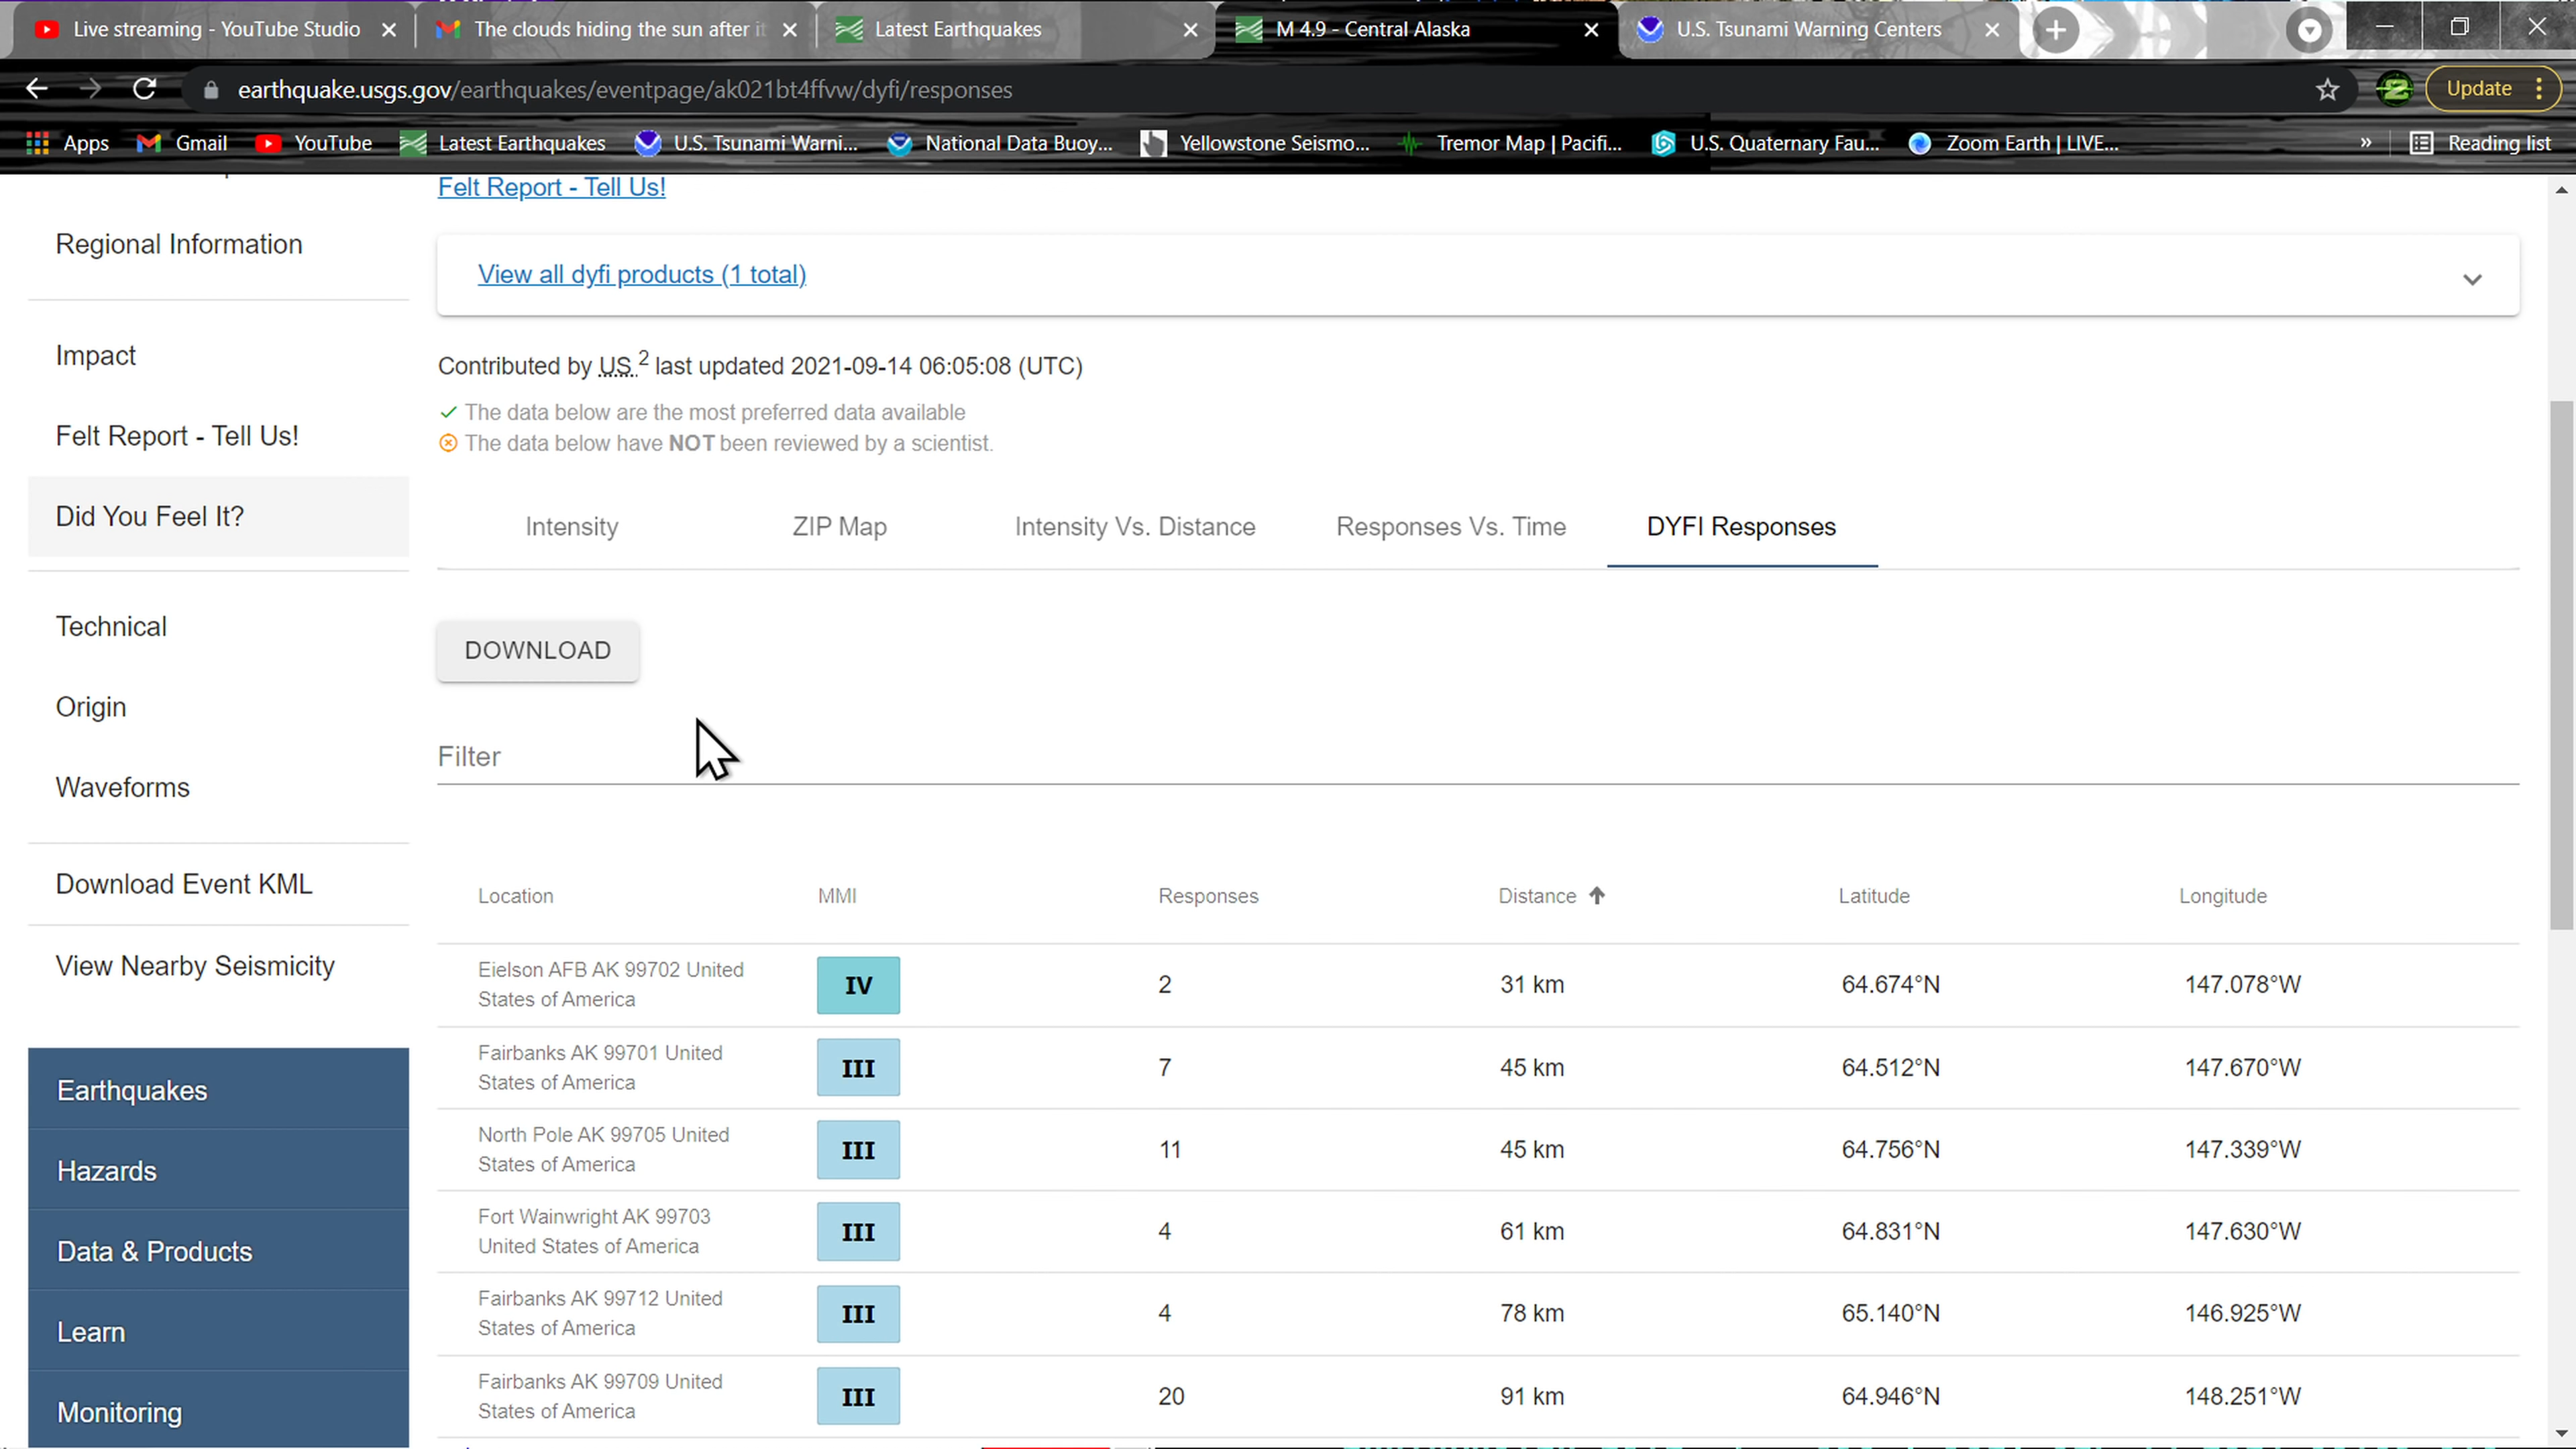 Live streaming - YouTube Studio
The clouds hiding the sun after it
Latest Earthquakes
M 4.9 - Central Alaska
U.S. Tsunami Warning Centers
earthquake.usgs.gov/earthquakes/eventpage/ak021bt4ffvw/dyfi/responses
Update
Apps
Gmail
YouTube
Latest Earthquakes
U.S. Tsunami Warni...
National Data Buoy...
Yellowstone Seismo...
Tremor Map | Pacifi...
U.S. Quaternary Fau...
Zoom Earth | LIVE...
»
Reading list
Regional Information
Impact
Felt Report - Tell Us!
Did You Feel It?
Technical
Origin
Waveforms
Download Event KML
View Nearby Seismicity
Earthquakes
Hazards
Data & Products
Learn
Monitoring
Felt Report - Tell Us!
View all dyfi products (1 total)
Contributed by US 2 last updated 2021-09-14 06:05:08 (UTC)
The data below are the most preferred data available
The data below have NOT been reviewed by a scientist.
Intensity ZIP Map Intensity Vs. Distance Responses Vs. Time DYFI Responses
DOWNLOAD
Filter
Location MMI Responses Distance Latitude Longitude
Eielson AFB AK 99702 United
States of America
IV 2 31 km 64.674°N 147.078°W
Fairbanks AK 99701 United
States of America
III 7 45 km 64.512°N 147.670°W
North Pole AK 99705 United
States of America
III 11 45 km 64.756°N 147.339°W
Fort Wainwright AK 99703
United States of America
III 4 61 km 64.831°N 147.630°W
Fairbanks AK 99712 United
States of America
III 4 78 km 65.140°N 146.925°W
Fairbanks AK 99709 United
States of America
III 20 91 km 64.946°N 148.251°W